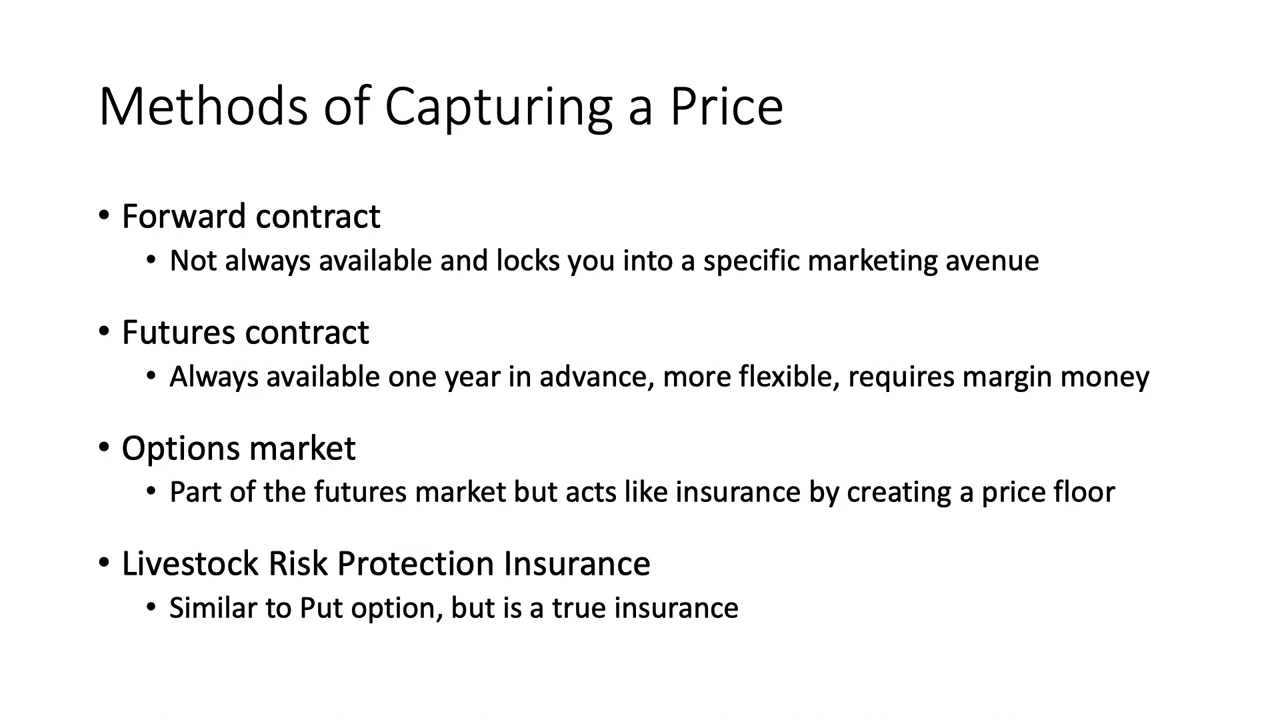 Methods of Capturing a Price
• Forward contract
• Not always available and locks you into a specific marketing avenue
• Futures contract
• Always available one year in advance, more flexible, requires margin money
• Options market
• Part of the futures market but acts like insurance by creating a price floor
• Livestock Risk Protection Insurance
• Similar to Put option, but is a true insurance